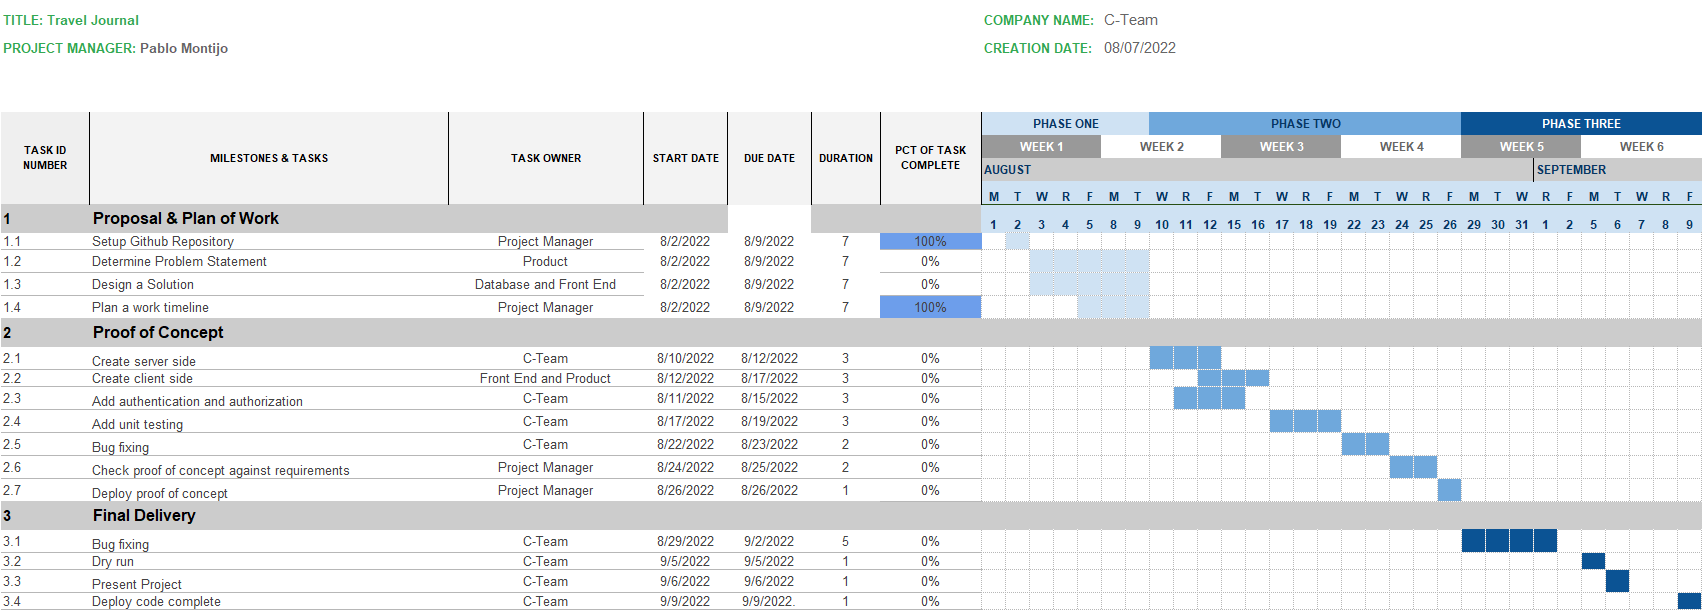 TITLE: Travel Journal COMPANY NAME: C-Team
PROJECT MANAGER: Pablo Montijo CREATION DATE: 08/07/2022
PHASE ONE PHASE TWO PHASE THREE
TASK ID NUMBER MILESTONES & TASKS TASK OWNER START DATE DUE DATE DURATION PCT OF TASK COMPLETE WEEK 1 WEEK 2 WEEK 3 WEEK 4 WEEK 5 WEEK 6
AUGUST SEPTEMBER
M T W R F M T W R F M T W R F M T W R F M T W R F M T W R F
1 Proposal & Plan of Work 1 2 3 4 5 8 9 10 11 12 15 16 17 18 19 22 23 24 25 26 29 30 31 1 2 5 6 7 8 9
1.1 Setup Github Repository Project Manager 8/2/2022 8/9/2022 7 100%
1.2 Determine Problem Statement Product 8/2/2022 8/9/2022 7 0%
1.3 Design a Solution Database and Front End 8/2/2022 8/9/2022 7 0%
1.4 Plan a work timeline Project Manager 8/2/2022 8/9/2022 7 100%
2 Proof of Concept
2.1 Create server side C-Team 8/10/2022 8/12/2022 3 0%
2.2 Create client side Front End and Product 8/12/2022 8/17/2022 3 0%
2.3 Add authentication and authorization C-Team 8/11/2022 8/15/2022 3 0%
2.4 Add unit testing C-Team 8/17/2022 8/19/2022 3 0%
2.5 Bug fixing C-Team 8/22/2022 8/23/2022 2 0%
2.6 Check proof of concept against requirements Project Manager 8/24/2022 8/25/2022 2 0%
2.7 Deploy proof of concept Project Manager 8/26/2022 8/26/2022 1 0%
3 Final Delivery
3.1 Bug fixing C-Team 8/29/2022 9/2/2022 5 0%
3.2 Dry run C-Team 9/5/2022 9/5/2022 1 0%
3.3 Present Project C-Team 9/6/2022 9/6/2022 1 0%
3.4 Deploy code complete C-Team 9/9/2022 9/9/2022. 1 0%